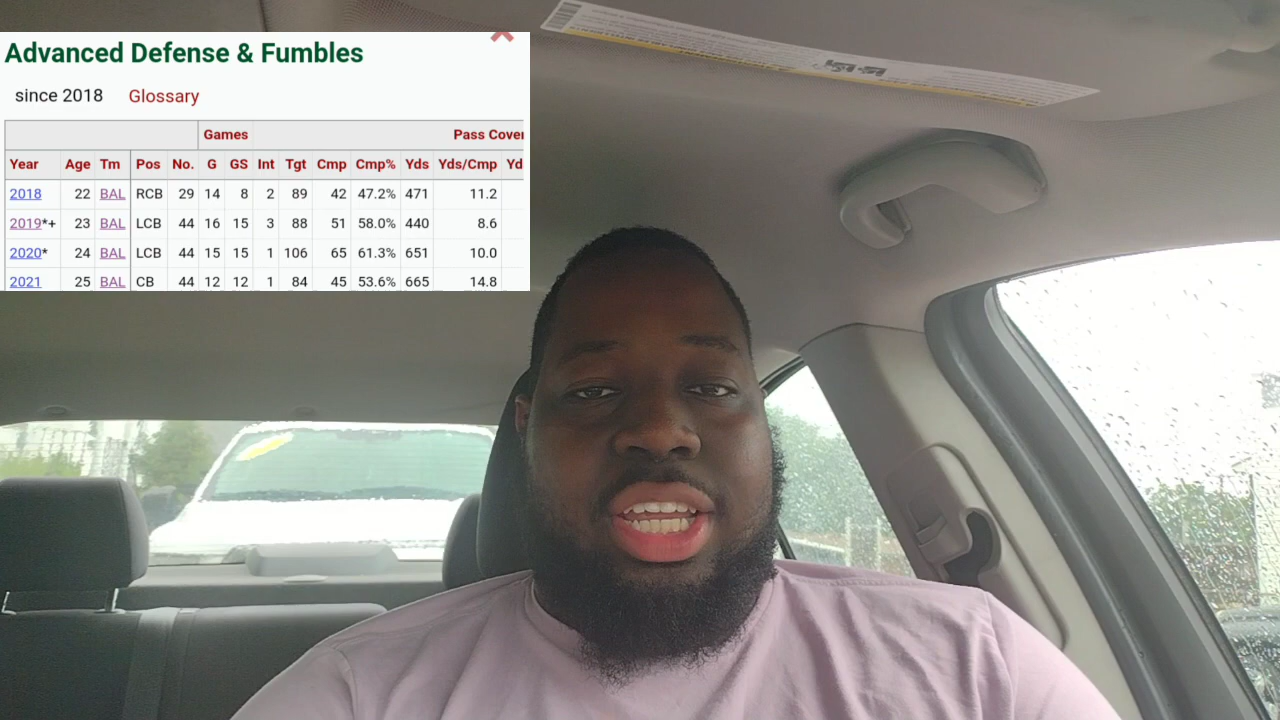 Advanced Defense & Fumbles
since 2018 Glossary
Games Pass Cover
Year Age Tm Pos No. G GS Int Tgt Cmp Cmp% Yds Yds/Cmp Yd
2018 22 BAL RCB 29 14 8 2 89 42 47.2% 471 11.2
2019*+ 23 BAL LCB 44 16 15 3 88 51 58.0% 440 8.6
2020* 24 BAL LCB 44 15 15 1 106 65 61.3% 651 10.0
2021 25 BAL CB 44 12 12 1 84 45 53.6% 665 14.8